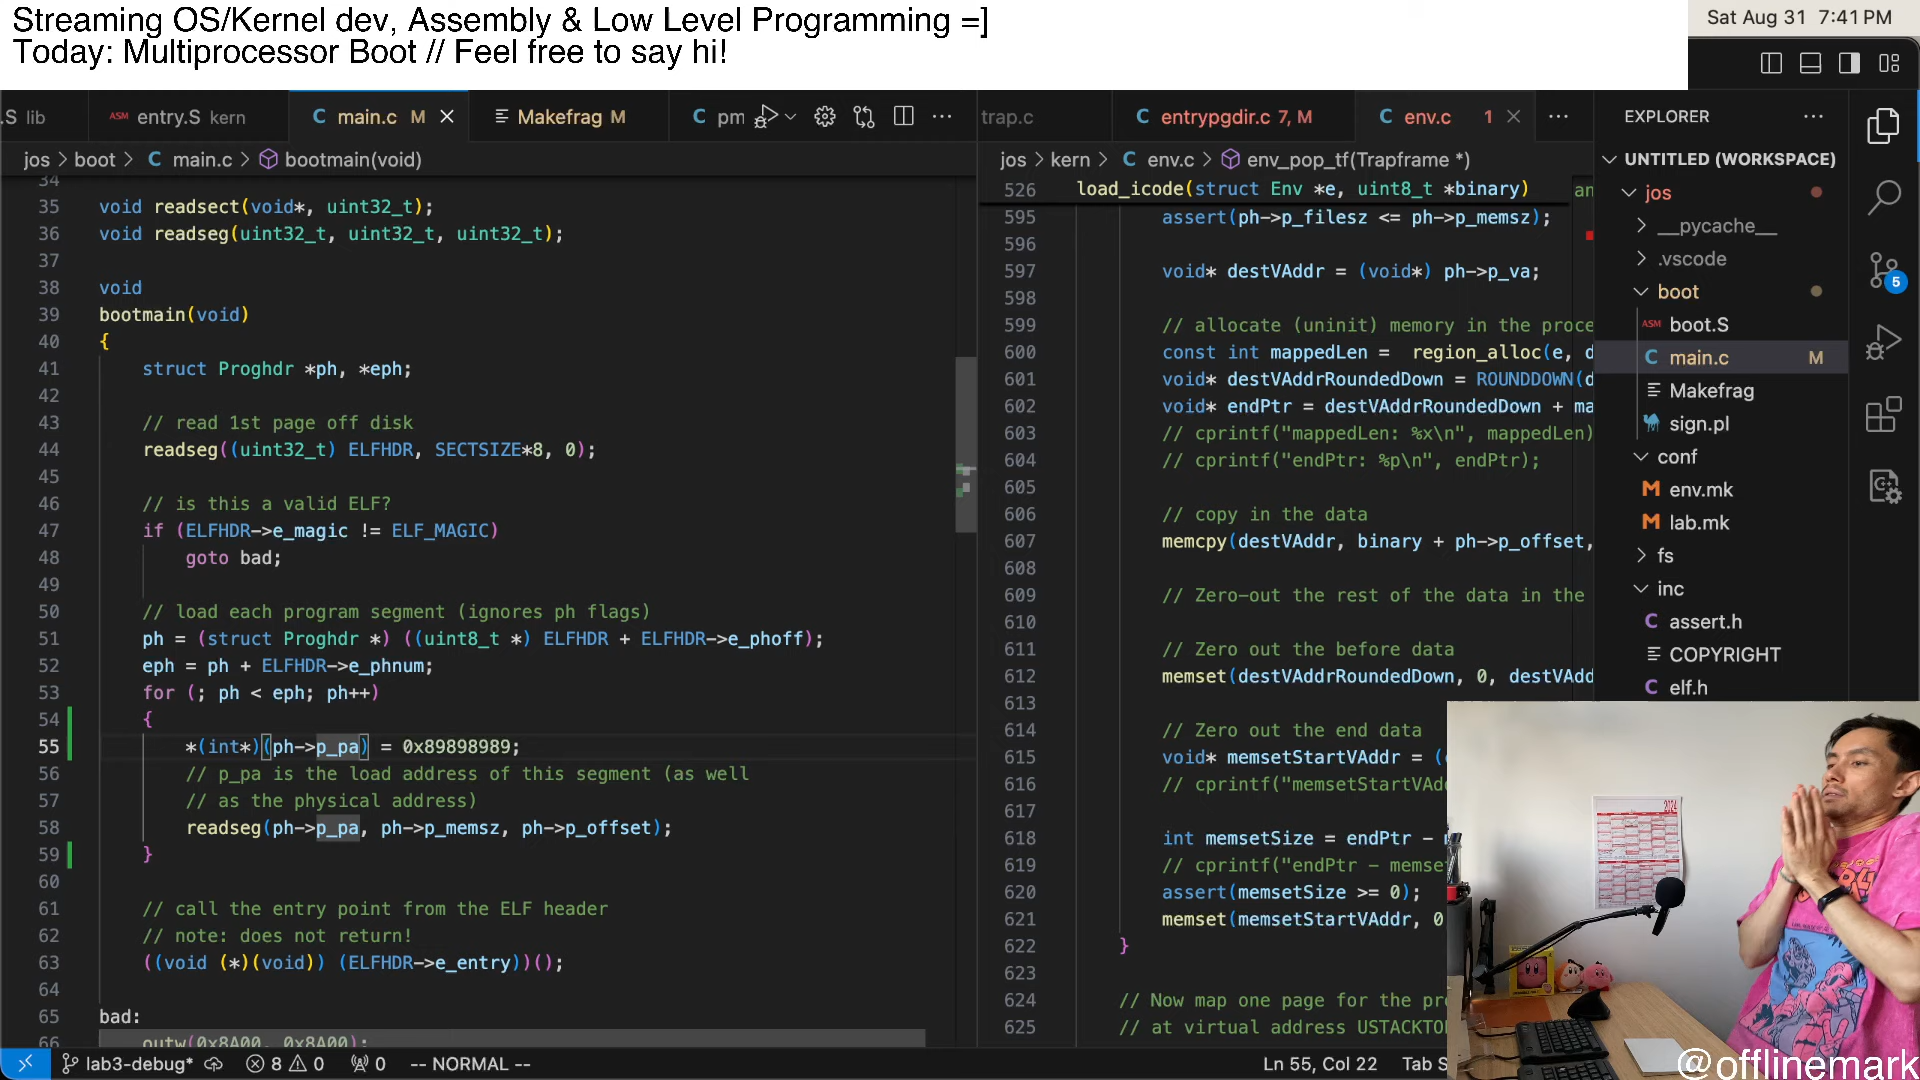 Streaming OS/Kernel dev, Assembly & Low Level Programming =]
Today: Multiprocessor Boot // Feel free to say hi!
Sat Aug 31 7:41 PM
.S lib
ASM entry.S kern
C main.c M
Makefrag M
C pm
trap.c
C entrypgdir.c 7, M
C env.c 1
EXPLORER
jos > boot > C main.c > bootmain(void)
34
35 void readsect(void*, uint32_t);
36 void readseg(uint32_t, uint32_t, uint32_t);
37
38 void
39 bootmain(void)
40 {
41 struct Proghdr *ph, *eph;
42
43 // read 1st page off disk
44 readseg((uint32_t) ELFHDR, SECTSIZE*8, 0);
45
46 // is this a valid ELF?
47 if (ELFHDR->e_magic != ELF_MAGIC)
48 goto bad;
49
50 // load each program segment (ignores ph flags)
51 ph = (struct Proghdr *) ((uint8_t *) ELFHDR + ELFHDR->e_phoff);
52 eph = ph + ELFHDR->e_phnum;
53 for (; ph < eph; ph++)
54 {
55 *(int*)(ph->p_pa) = 0x89898989;
56 // p_pa is the load address of this segment (as well
57 // as the physical address)
58 readseg(ph->p_pa, ph->p_memsz, ph->p_offset);
59 }
60
61 // call the entry point from the ELF header
62 // note: does not return!
63 ((void (*)(void)) (ELFHDR->e_entry))();
64
65 bad:
66 outw(0x8A00, 0x8A00);
jos > kern > C env.c > env_pop_tf(Trapframe *)
526 load_icode(struct Env *e, uint8_t *binary)
an
595 assert(ph->p_filesz <= ph->p_memsz);
596
597 void* destVAddr = (void*) ph->p_va;
598
599 // allocate (uninit) memory in the proce
600 const int mappedLen = region_alloc(e, d
601 void* destVAddrRoundedDown = ROUNDDOWN(d
602 void* endPtr = destVAddrRoundedDown + ma
603 // cprintf("mappedLen: %x\n", mappedLen)
604 // cprintf("endPtr: %p\n", endPtr);
605
606 // copy in the data
607 memcpy(destVAddr, binary + ph->p_offset,
608
609 // Zero-out the rest of the data in the
610
611 // Zero out the before data
612 memset(destVAddrRoundedDown, 0, destVAdd
613
614 // Zero out the end data
615 void* memsetStartVAddr = (
616 // cprintf("memsetStartVAd
617
618 int memsetSize = endPtr -
619 // cprintf("endPtr - memse
620 assert(memsetSize >= 0);
621 memset(memsetStartVAddr, 0
622 }
623
624 // Now map one page for the pr
625 // at virtual address USTACKTO
UNTITLED (WORKSPACE)
jos
__pycache__
.vscode
boot
ASM boot.S
C main.c M
Makefrag
sign.pl
conf
M env.mk
M lab.mk
fs
inc
C assert.h
COPYRIGHT
C elf.h
5
2024
lab3-debug*
8
0
0
-- NORMAL --
Ln 55, Col 22
Tab S
@offlinemark